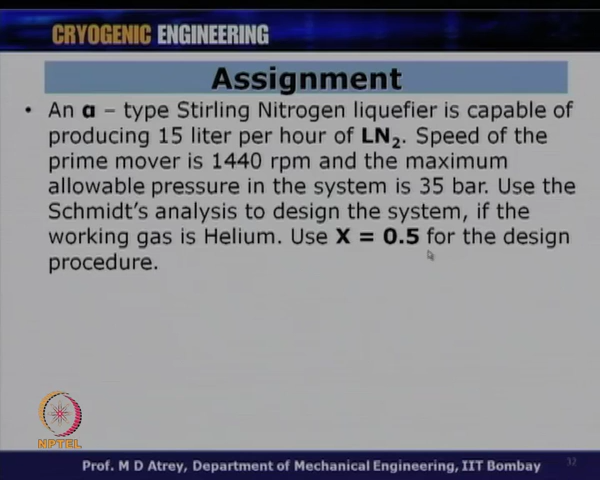 CRYOGENIC ENGINEERING
Assignment
• An α – type Stirling Nitrogen liquefier is capable of
producing 15 liter per hour of LN2. Speed of the
prime mover is 1440 rpm and the maximum
allowable pressure in the system is 35 bar. Use the
Schmidt’s analysis to design the system, if the
working gas is Helium. Use X = 0.5 for the design
procedure.
NPTEL
Prof. M D Atrey, Department of Mechanical Engineering, IIT Bombay 32